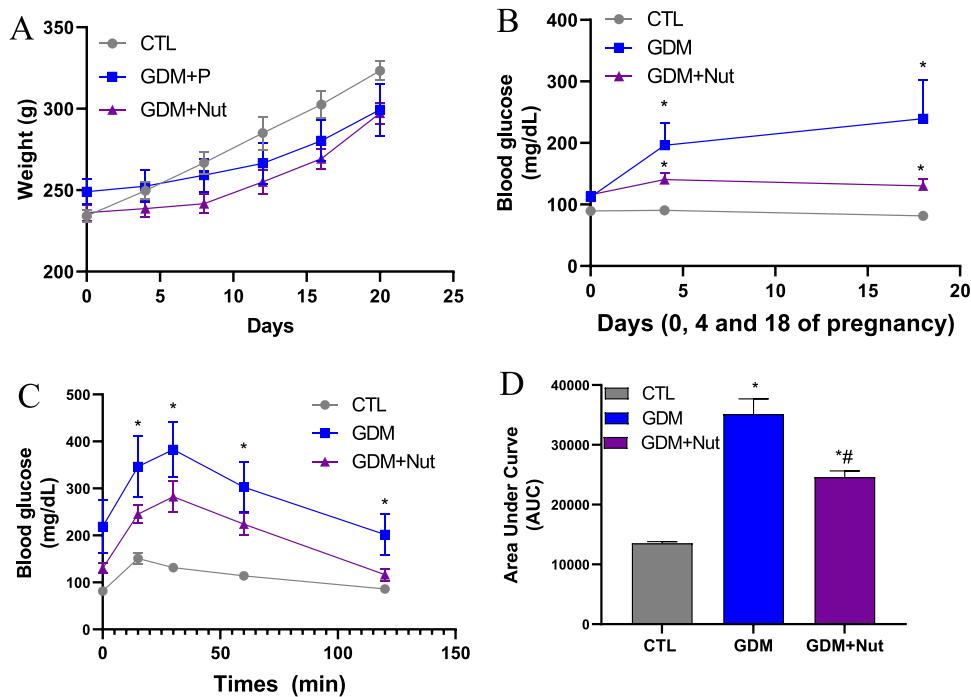 A
350
300
250
200
Weight (g)
CTL
GDM+P
GDM+Nut
0 5 10 15 20 25
Days
B
400
300
200
100
0
Blood glucose
(mg/dL)
CTL
GDM
GDM+Nut
*
*
*
*
0 5 10 15 20
Days (0, 4 and 18 of pregnancy)
C
500
400
300
200
100
0
Blood glucose
(mg/dL)
CTL
GDM
GDM+Nut
*
*
*
*
0 50 100 150
Times (min)
D
40000
30000
20000
10000
0
Area Under Curve
(AUC)
CTL
GDM
GDM+Nut
*
*#
CTL GDM GDM+Nut